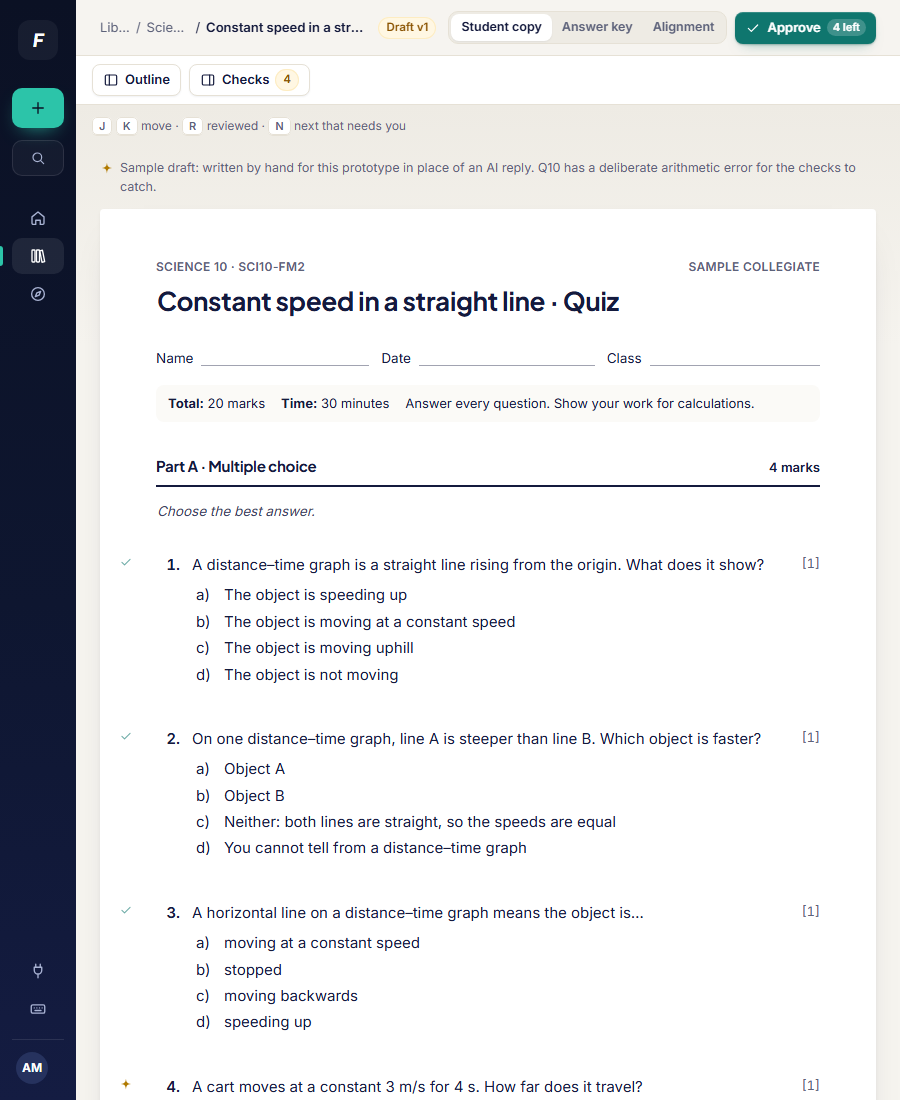 F
Lib... / Scie... / Constant speed in a str... Draft v1 Student copy Answer key Alignment Approve 4 left
Outline Checks 4
J K move · R reviewed · N next that needs you
Sample draft: written by hand for this prototype in place of an AI reply. Q10 has a deliberate arithmetic error for the checks to
catch.
SCIENCE 10 · SCI10-FM2 SAMPLE COLLEGIATE
Constant speed in a straight line · Quiz
Name Date Class
Total: 20 marks Time: 30 minutes Answer every question. Show your work for calculations.
Part A · Multiple choice 4 marks
Choose the best answer.
1. A distance–time graph is a straight line rising from the origin. What does it show? [1]
a) The object is speeding up
b) The object is moving at a constant speed
c) The object is moving uphill
d) The object is not moving
2. On one distance–time graph, line A is steeper than line B. Which object is faster? [1]
a) Object A
b) Object B
c) Neither: both lines are straight, so the speeds are equal
d) You cannot tell from a distance–time graph
3. A horizontal line on a distance–time graph means the object is... [1]
a) moving at a constant speed
b) stopped
c) moving backwards
d) speeding up
4. A cart moves at a constant 3 m/s for 4 s. How far does it travel? [1]
AM